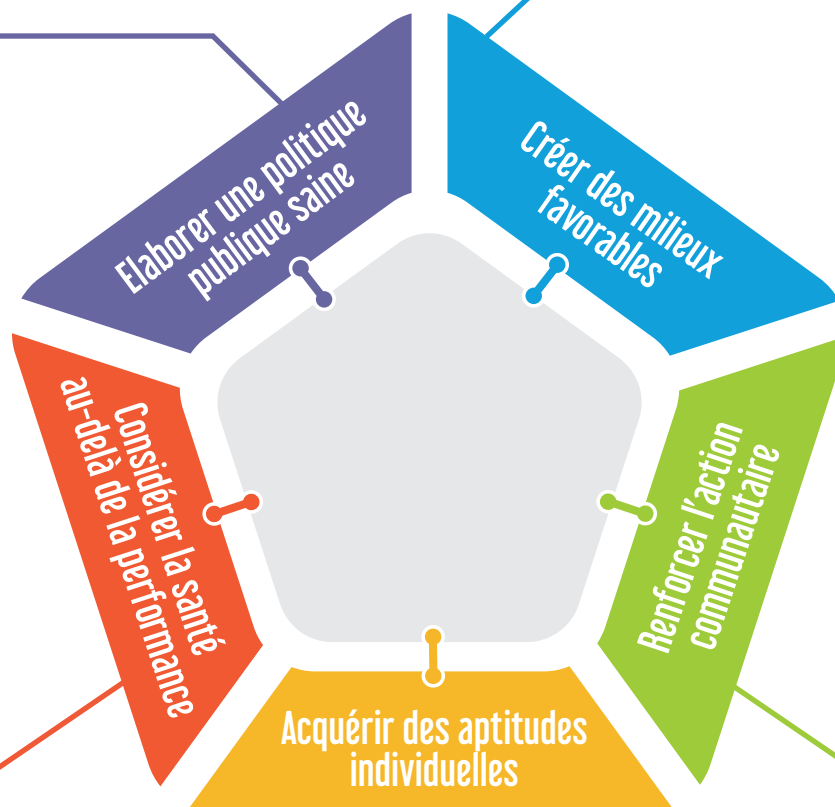 Elaborer une politique
publique saine
Créer des milieux
favorables
Considérer la santé
au-delà de la performance
Renforcer l'action
communautaire
Acquérir des aptitudes
individuelles